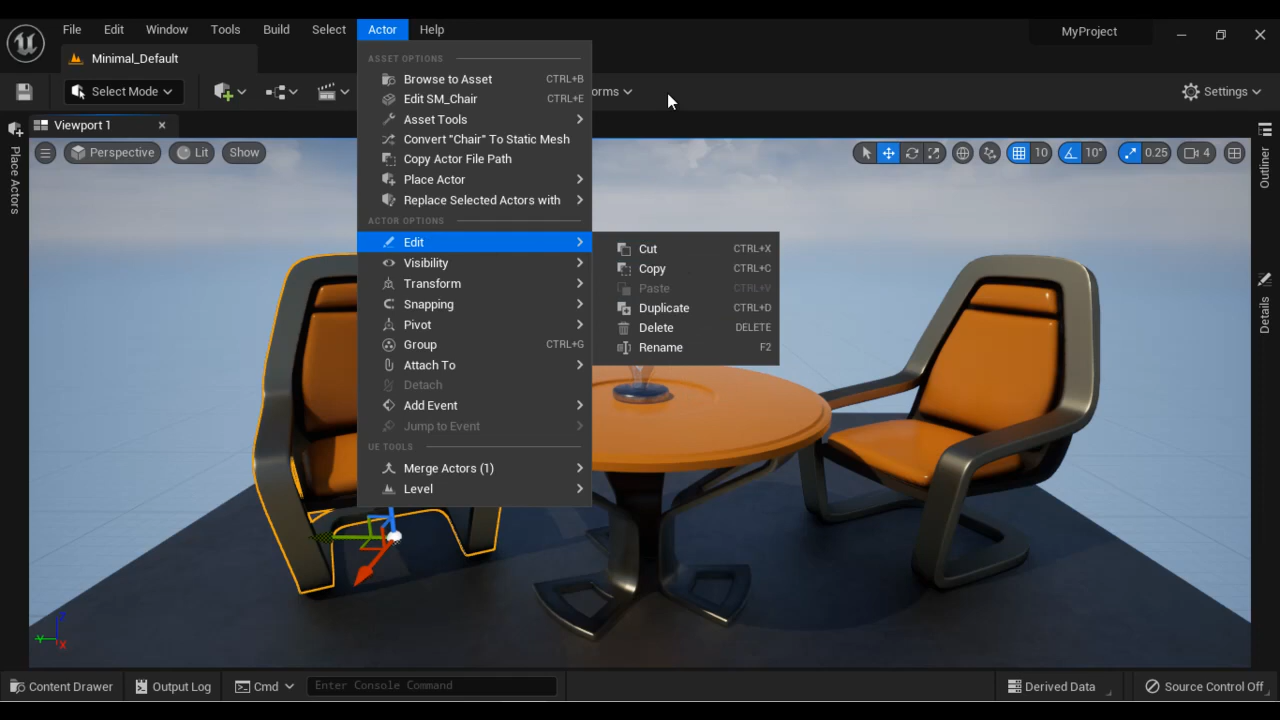 File Edit Window Tools Build Select Actor Help
MyProject
Minimal_Default
Select Mode
orms
Settings
Viewport 1
Perspective Lit Show
10 10° 0.25 4
Place Actors
Outliner
Details
ASSET OPTIONS
Browse to Asset CTRL+B
Edit SM_Chair CTRL+E
Asset Tools
Convert "Chair" To Static Mesh
Copy Actor File Path
Place Actor
Replace Selected Actors with
ACTOR OPTIONS
Edit
Visibility
Transform
Snapping
Pivot
Group CTRL+G
Attach To
Detach
Add Event
Jump to Event
UE TOOLS
Merge Actors (1)
Level
Cut CTRL+X
Copy CTRL+C
Paste CTRL+V
Duplicate CTRL+D
Delete DELETE
Rename F2
Z
Y
X
Content Drawer Output Log Cmd Enter Console Command Derived Data Source Control Off